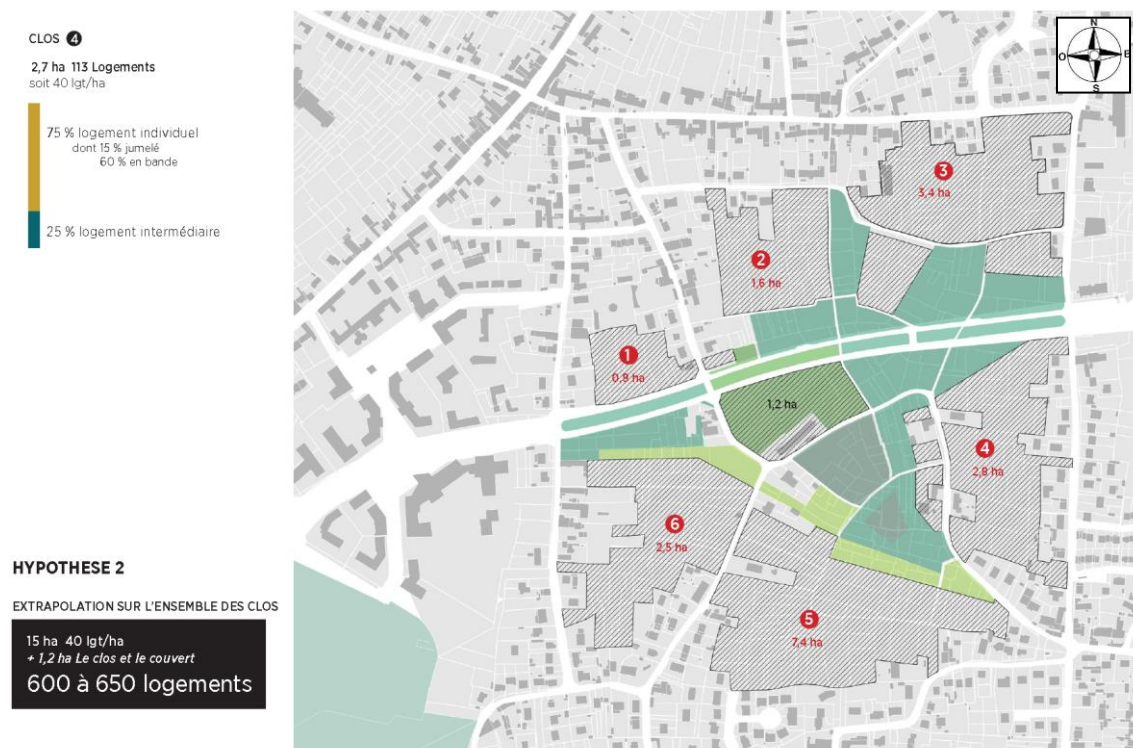 CLOS 4
2,7 ha 113 Logements
soit 40 lgt/ha
75 % logement individuel
dont 15 % jumelé
60 % en bande
25 % logement intermédiaire
HYPOTHESE 2
EXTRAPOLATION SUR L'ENSEMBLE DES CLOS
15 ha 40 lgt/ha
+ 1,2 ha Le clos et le couvert
600 à 650 logements
N
O
E
S
3
3,4 ha
2
1,6 ha
1
0,9 ha
1,2 ha
4
2,8 ha
6
2,5 ha
5
7,4 ha